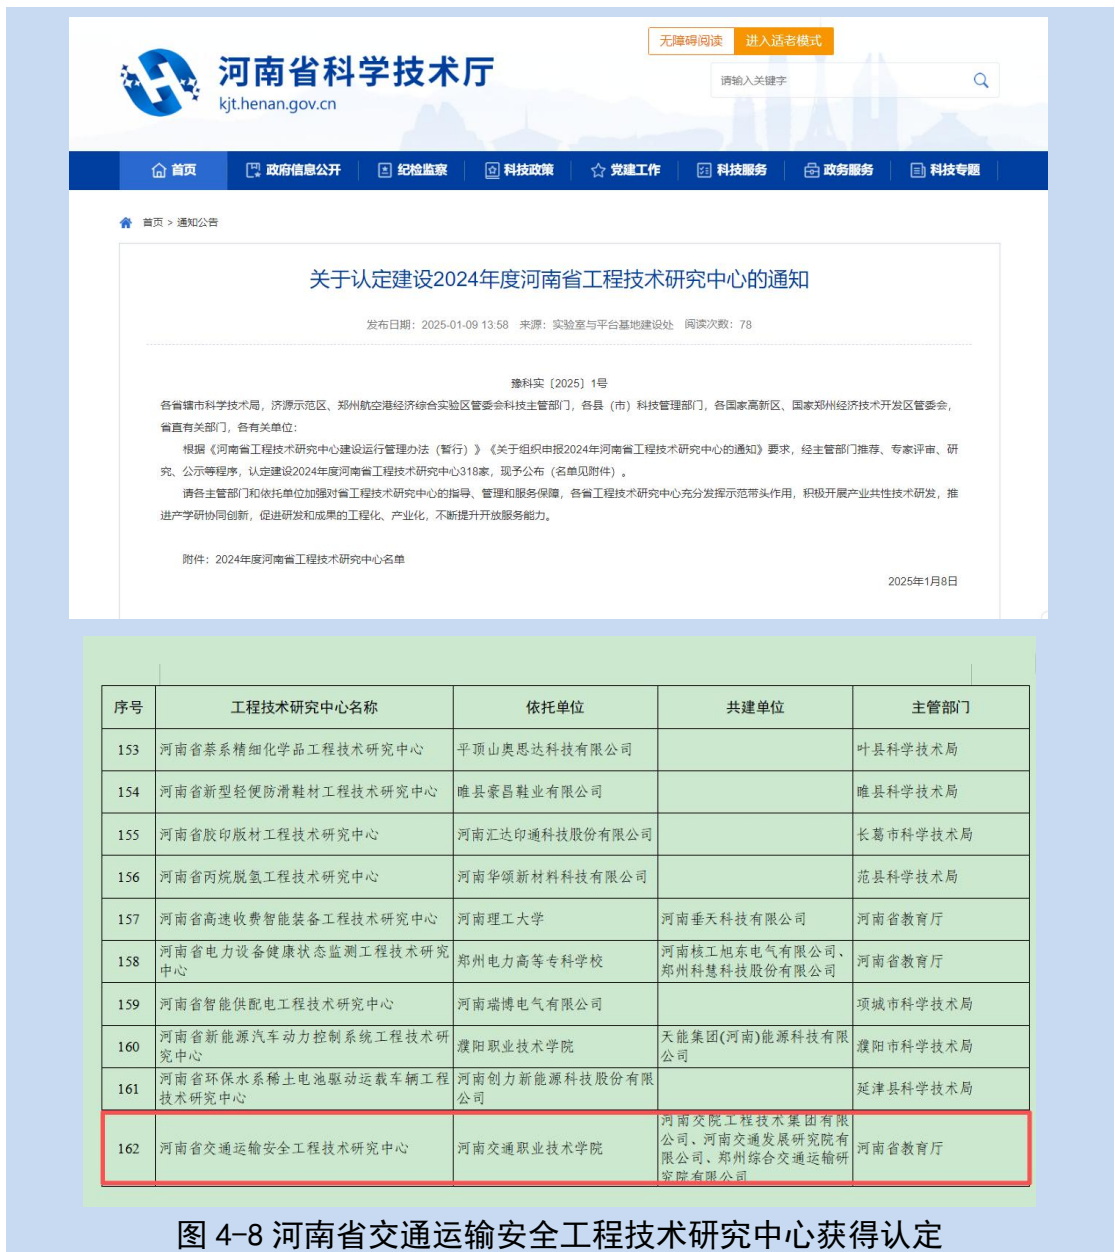 无障碍阅读 进入适老模式
河南省科学技术厅
kjt.henan.gov.cn
请输入关键字
首页 政府信息公开 纪检监察 科技政策 党建工作 科技服务 政务服务 科技专题
首页 > 通知公告
关于认定建设2024年度河南省工程技术研究中心的通知
发布日期：2025-01-09 13:58 来源：实验室与平台基地建设处 阅读次数：78
豫科实〔2025〕1号
各省辖市科学技术局，济源示范区、郑州航空港经济综合实验区管委会科技主管部门，各县（市）科技管理部门，各国家高新区、国家郑州经济技术开发区管委会，
省直有关部门，各有关单位：
根据《河南省工程技术研究中心建设运行管理办法（暂行）》《关于组织申报2024年河南省工程技术研究中心的通知》要求，经主管部门推荐、专家评审、研
究、公示等程序，认定建设2024年度河南省工程技术研究中心318家，现予公布（名单见附件）。
请各主管部门和依托单位加强对省工程技术研究中心的指导、管理和服务保障，各省工程技术研究中心充分发挥示范带头作用，积极开展产业共性技术研发，推
进产学研协同创新，促进研发和成果的工程化、产业化，不断提升开放服务能力。
附件：2024年度河南省工程技术研究中心名单
2025年1月8日
序号 工程技术研究中心名称 依托单位 共建单位 主管部门
153 河南省萘系精细化学品工程技术研究中心 平顶山奥思达科技有限公司 叶县科学技术局
154 河南省新型轻便防滑鞋材工程技术研究中心 睢县豪昌鞋业有限公司 睢县科学技术局
155 河南省胶印版材工程技术研究中心 河南汇达印通科技股份有限公司 长葛市科学技术局
156 河南省丙烷脱氢工程技术研究中心 河南华颂新材料科技有限公司 范县科学技术局
157 河南省高速收费智能装备工程技术研究中心 河南理工大学 河南垂天科技有限公司 河南省教育厅
158 河南省电力设备健康状态监测工程技术研究
中心 郑州电力高等专科学校 河南核工旭东电气有限公司、
郑州科慧科技股份有限公司 河南省教育厅
159 河南省智能供配电工程技术研究中心 河南瑞博电气有限公司 项城市科学技术局
160 河南省新能源汽车动力控制系统工程技术研
究中心 濮阳职业技术学院 天能集团(河南)能源科技有限
公司 濮阳市科学技术局
161 河南省环保水系稀土电池驱动运载车辆工程
技术研究中心 河南创力新能源科技股份有限
公司 延津县科学技术局
162 河南省交通运输安全工程技术研究中心 河南交通职业技术学院 河南交院工程技术集团有限
公司、河南交通发展研究院有
限公司、郑州综合交通运输研
究院有限公司 河南省教育厅
图 4-8 河南省交通运输安全工程技术研究中心获得认定